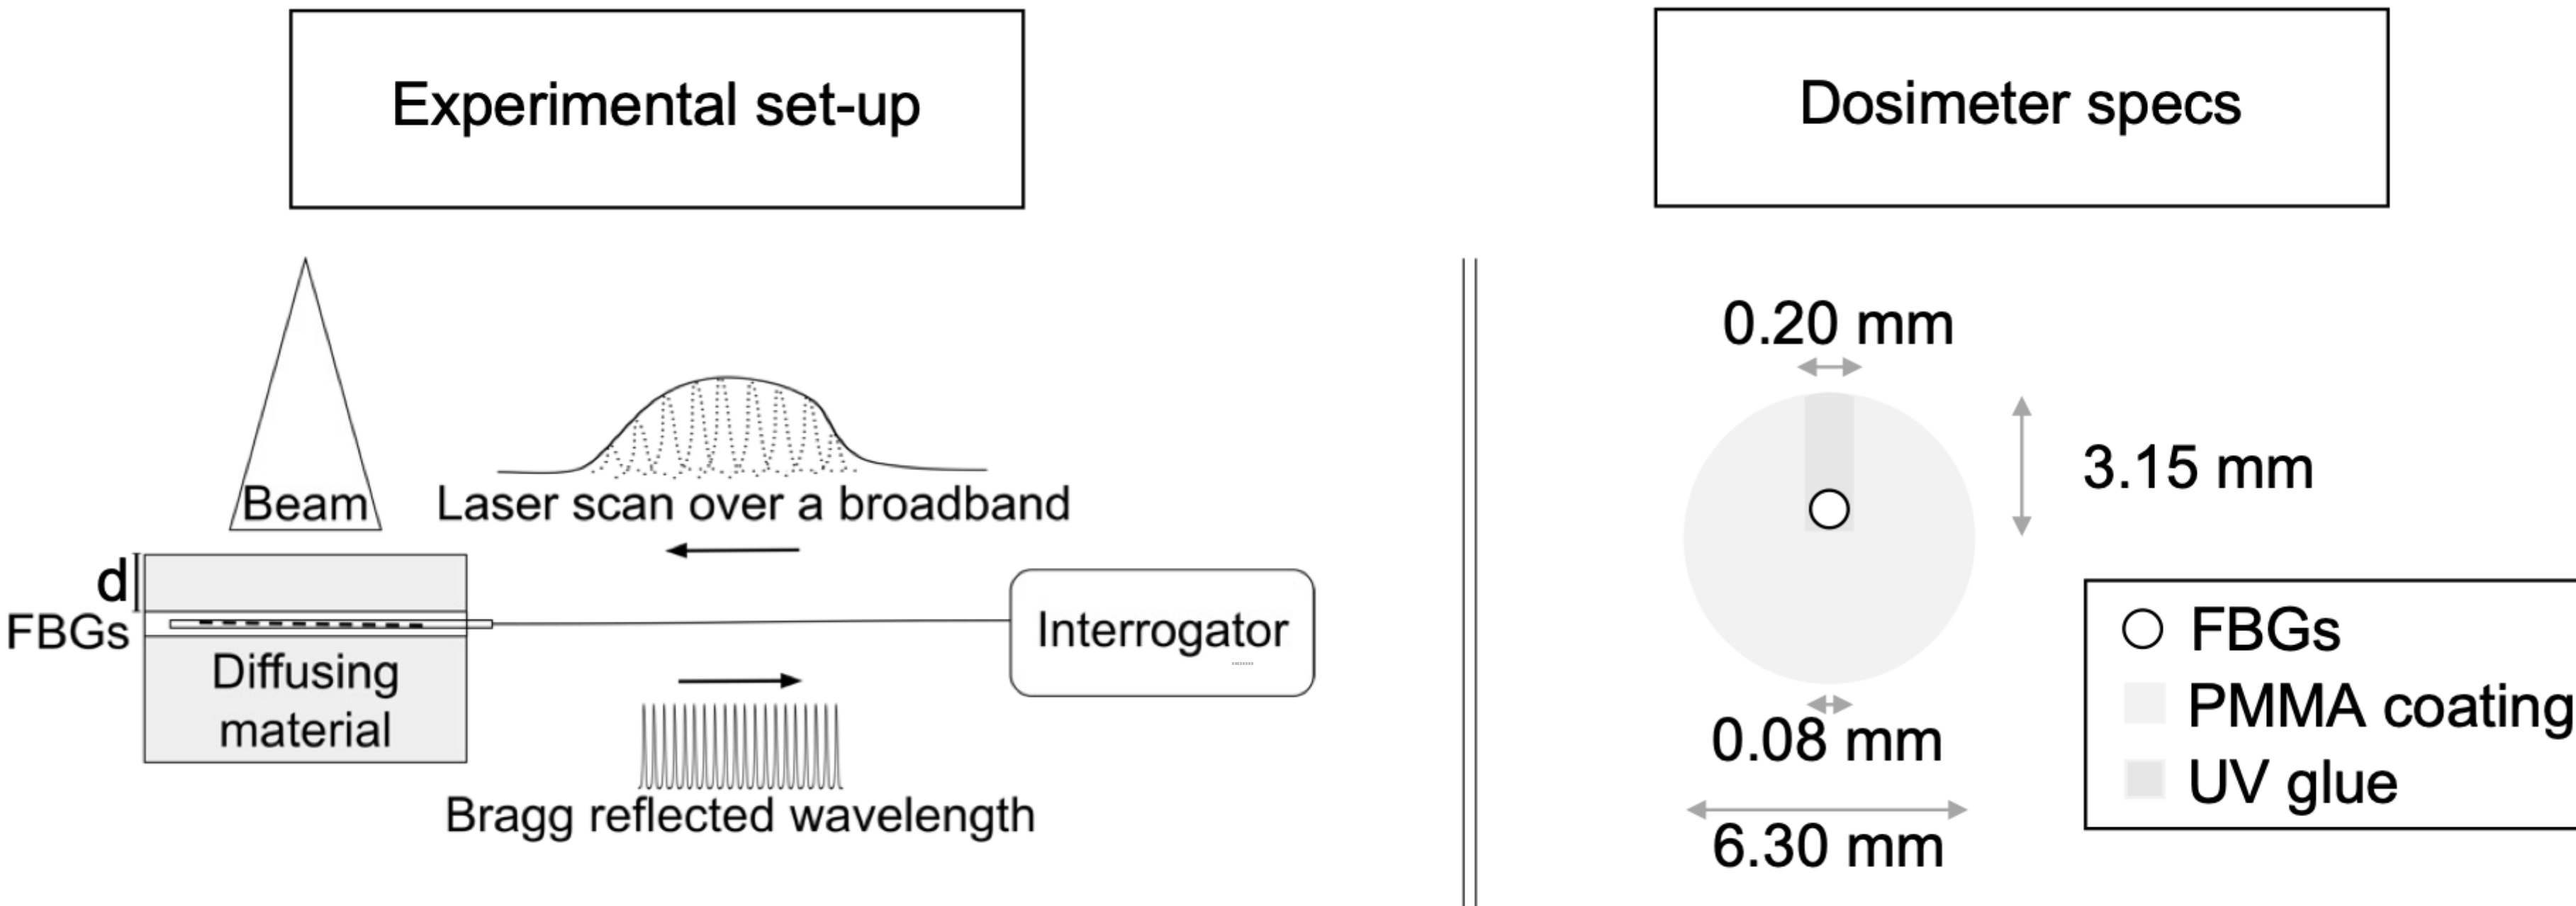 Experimental set-up
Dosimeter specs
Beam
Laser scan over a broadband
d
FBGs
Diffusing
material
Interrogator
Bragg reflected wavelength
0.20 mm
3.15 mm
0.08 mm
6.30 mm
FBGs
PMMA coating
UV glue